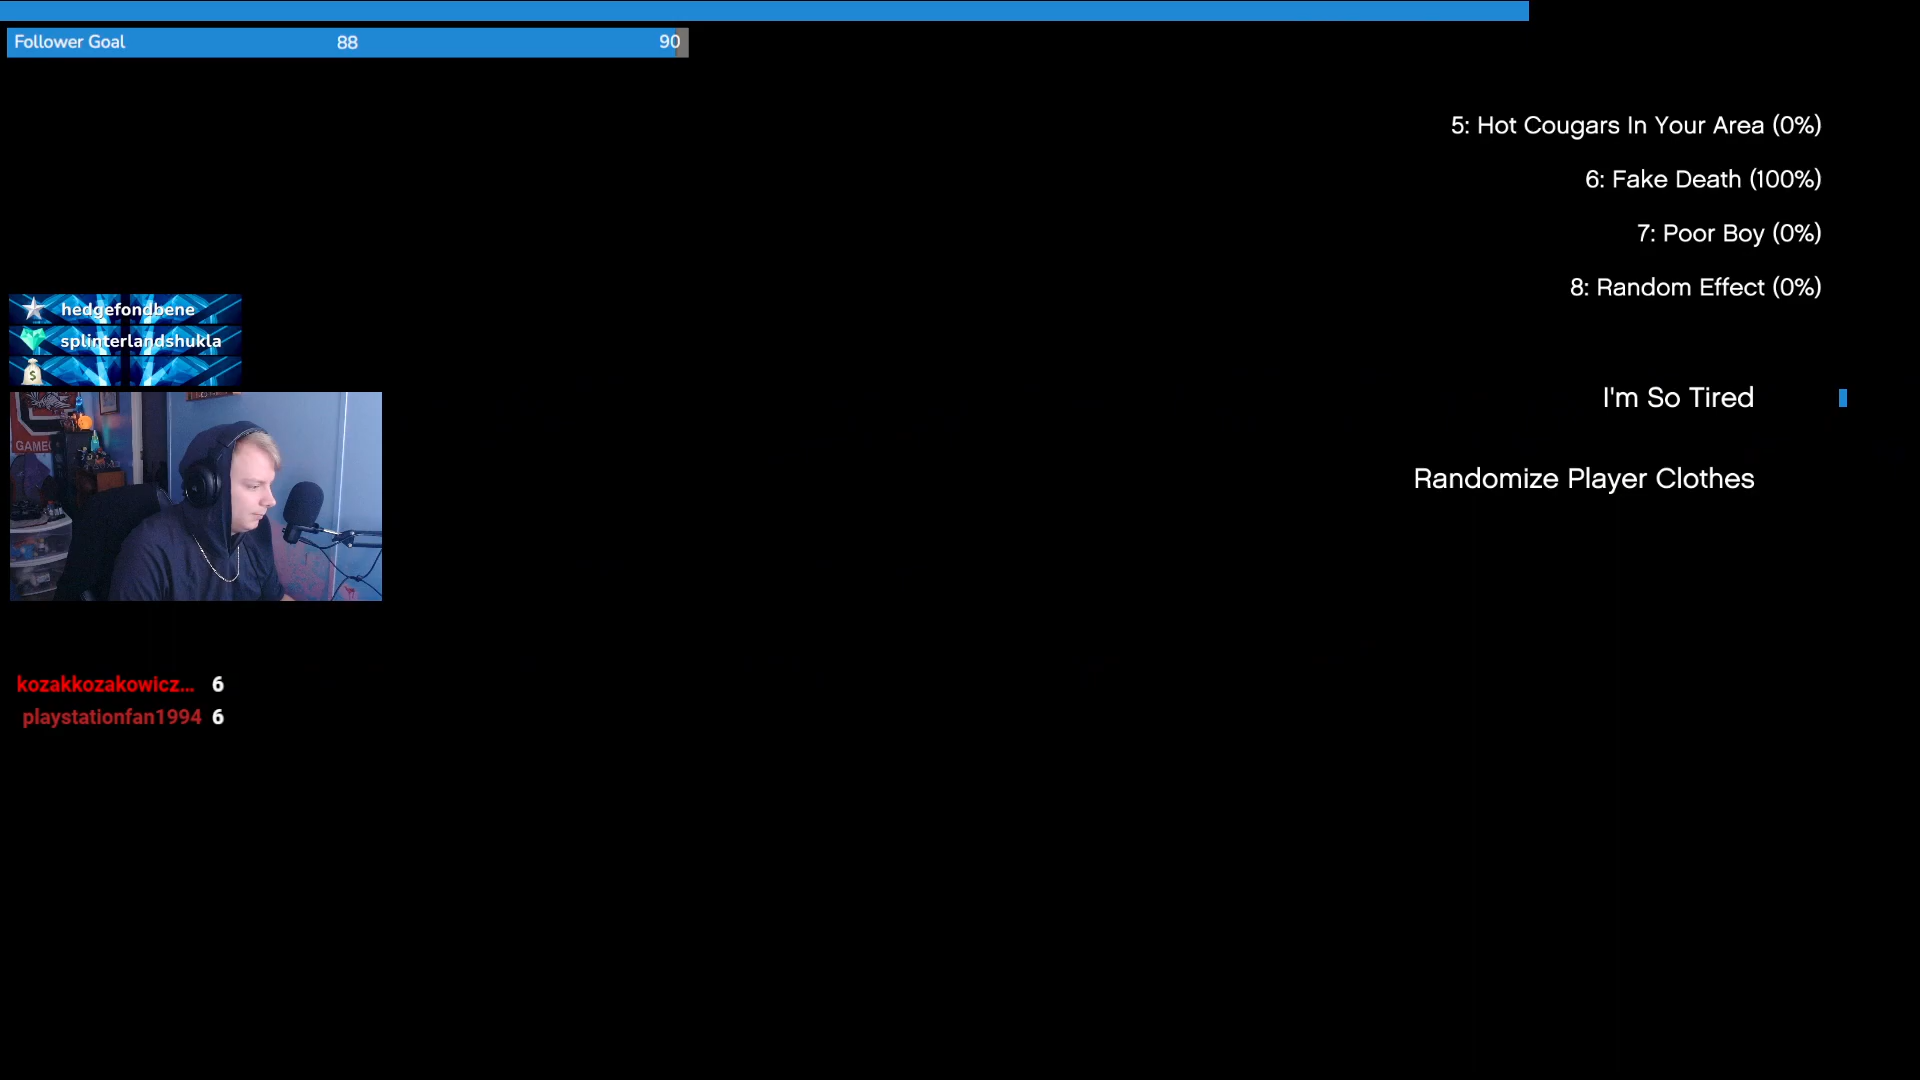 Follower Goal 88 90
5: Hot Cougars In Your Area (0%)
6: Fake Death (100%)
7: Poor Boy (0%)
8: Random Effect (0%)
hedgefondbene
splinterlandshukla
I'm So Tired
GAMEC
Randomize Player Clothes
kozakkozakowicz... 6
playstationfan1994 6